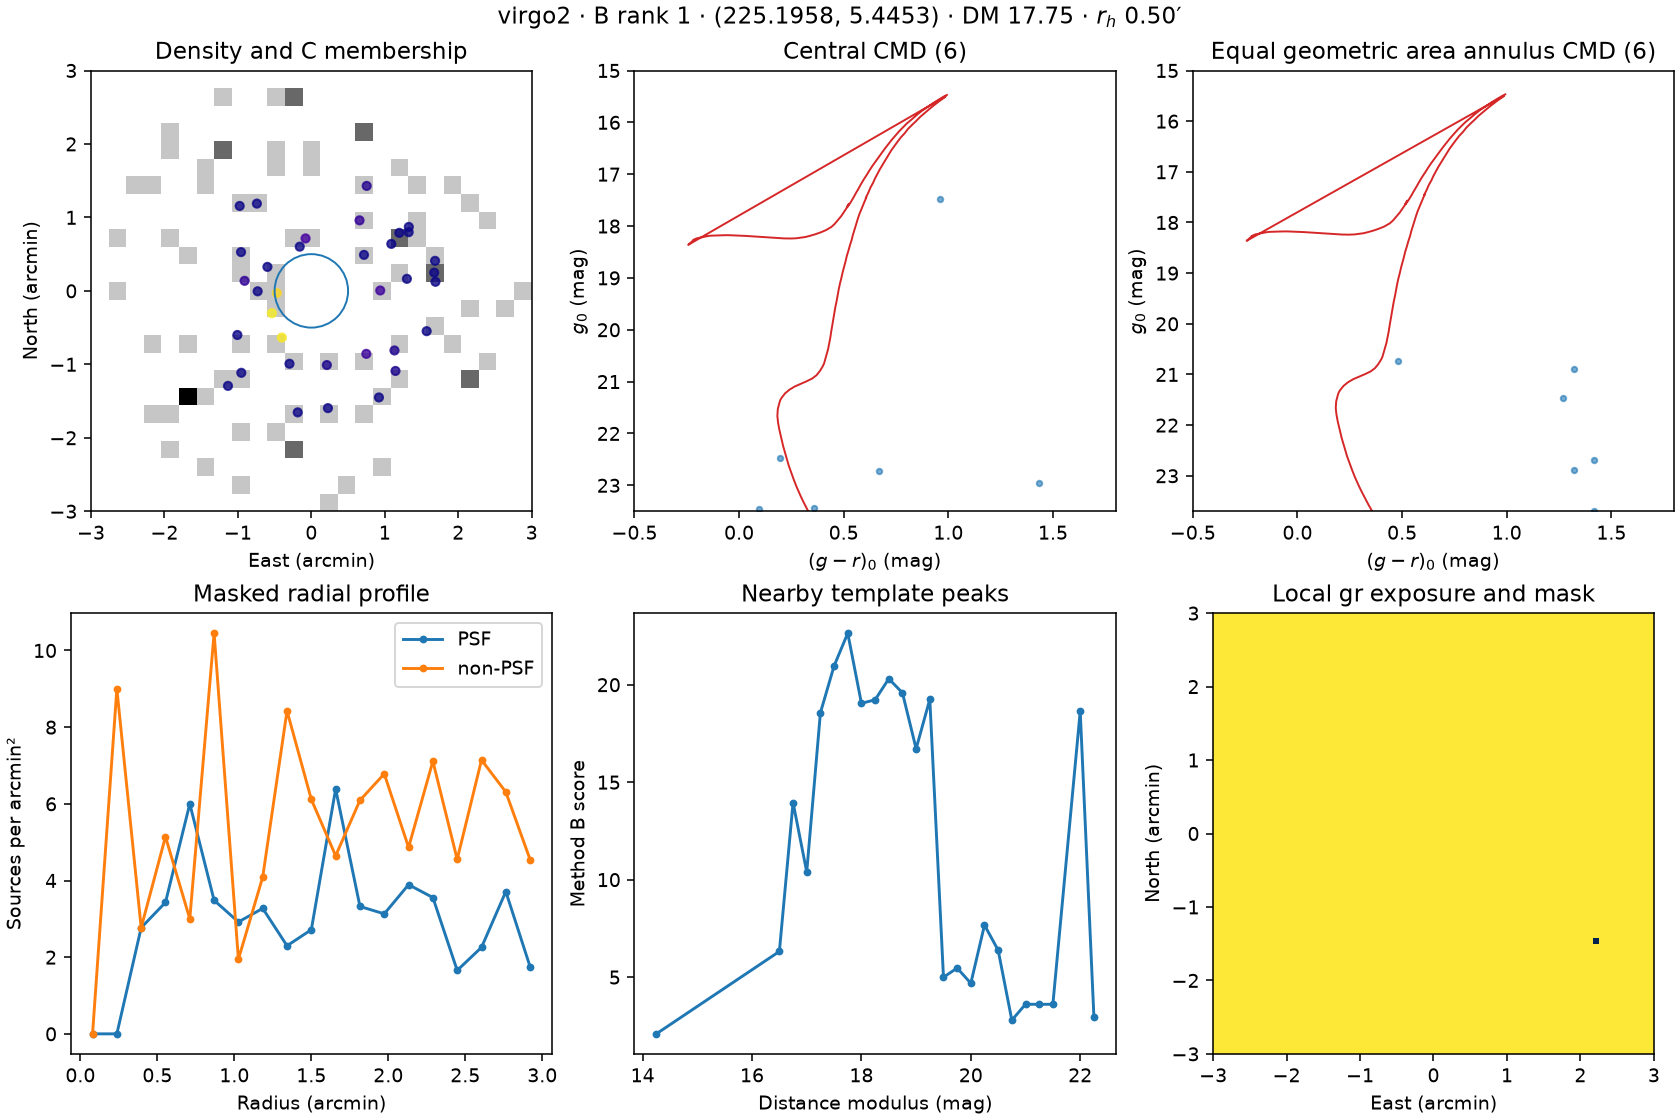 virgo2 · B rank 1 · (225.1958, 5.4453) · DM 17.75 · r_h 0.50′
Density and C membership
North (arcmin)
3
2
1
0
−1
−2
−3
−3 −2 −1 0 1 2 3
East (arcmin)
Central CMD (6)
g₀ (mag)
15
16
17
18
19
20
21
22
23
−0.5 0.0 0.5 1.0 1.5
(g − r)₀ (mag)
Equal geometric area annulus CMD (6)
g₀ (mag)
15
16
17
18
19
20
21
22
23
−0.5 0.0 0.5 1.0 1.5
(g − r)₀ (mag)
Masked radial profile
Sources per arcmin²
10
8
6
4
2
0
PSF
non-PSF
0.0 0.5 1.0 1.5 2.0 2.5 3.0
Radius (arcmin)
Nearby template peaks
Method B score
20
15
10
5
14 16 18 20 22
Distance modulus (mag)
Local gr exposure and mask
North (arcmin)
3
2
1
0
−1
−2
−3
−3 −2 −1 0 1 2 3
East (arcmin)